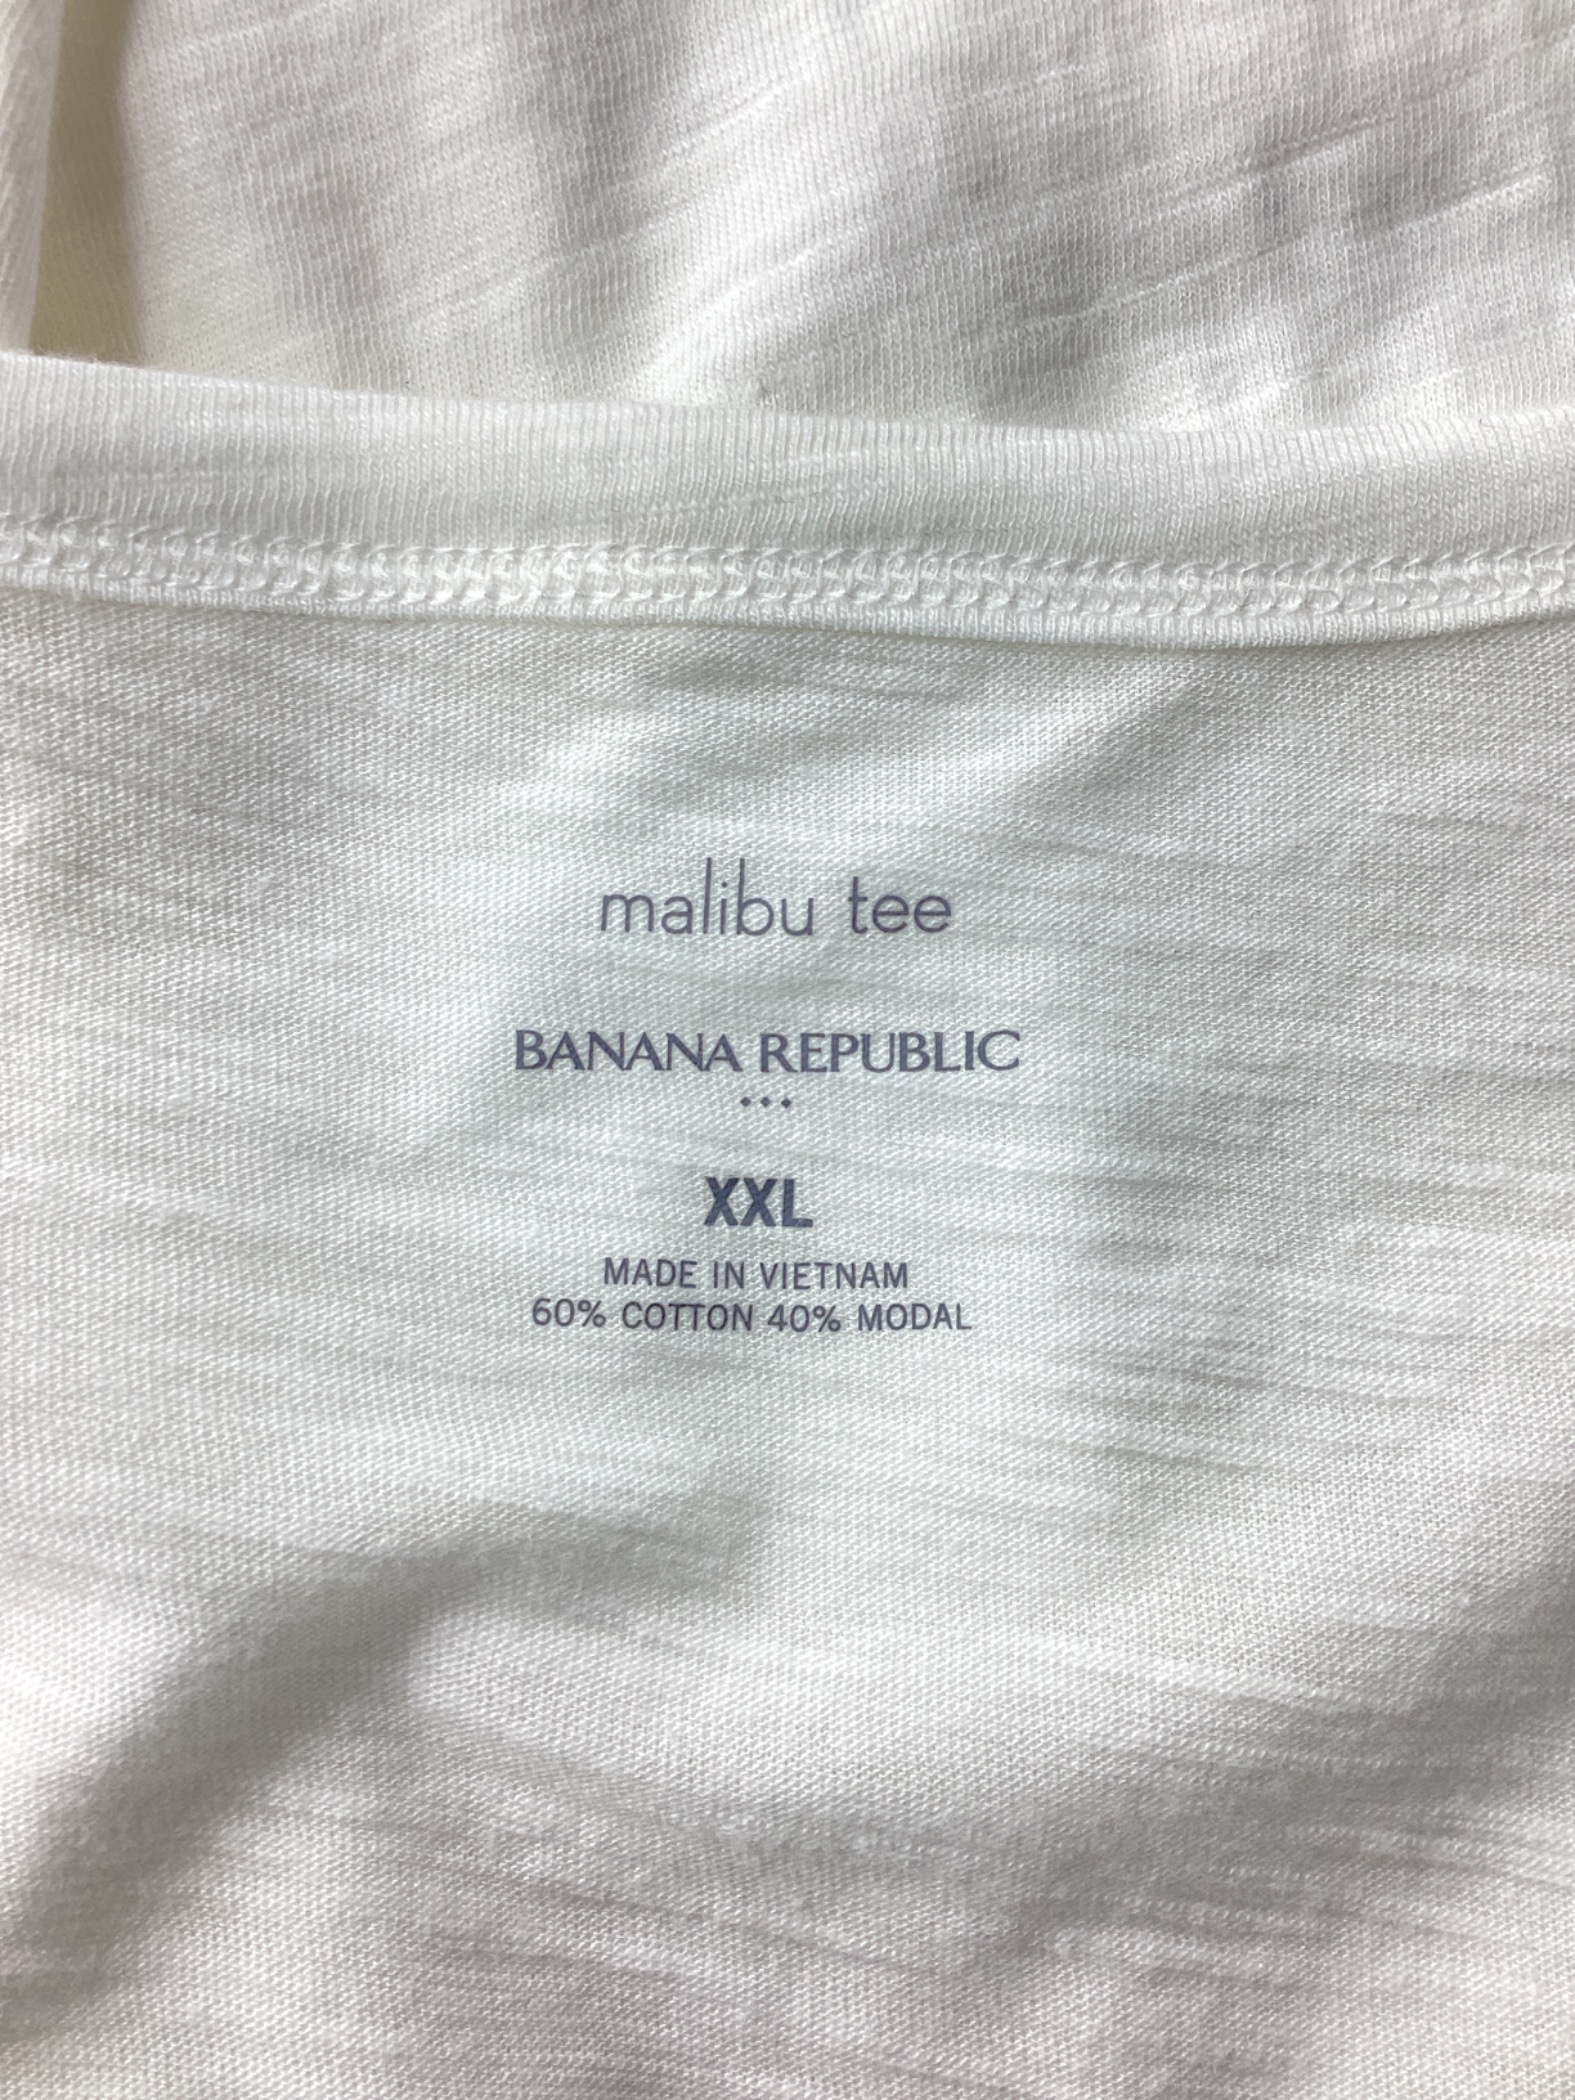 malibu tee
BANANA REPUBLIC
XXL
MADE IN VIETNAM
60% COTTON 40% MODAL